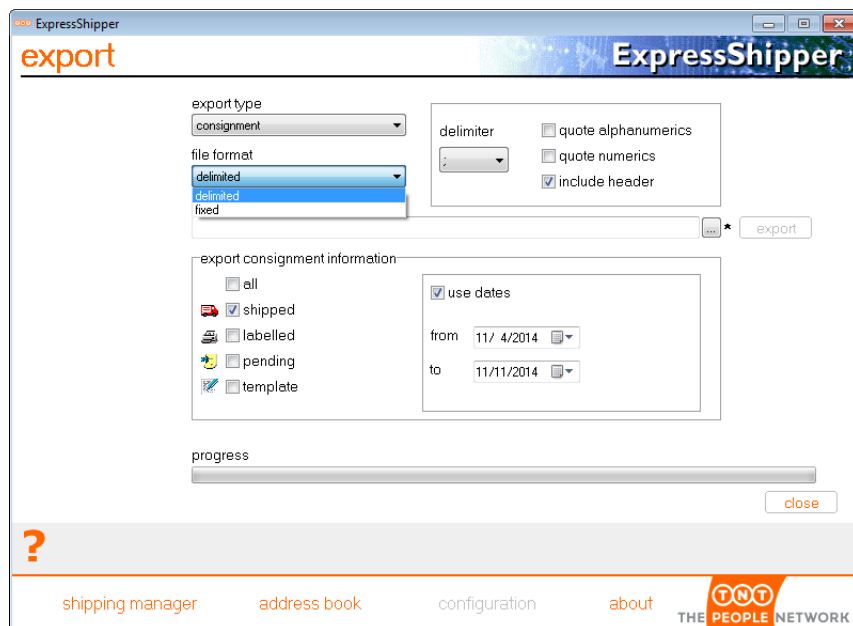 ExpressShipper
export
ExpressShipper
export type
consignment
file format
delimited
delimited
fixed
delimiter
;
quote alphanumerics
quote numerics
include header
...
*
export
export consignment information
all
shipped
labelled
pending
template
use dates
from 11/ 4/2014
to 11/11/2014
progress
close
?
shipping manager address book configuration about
TNT
THE PEOPLE NETWORK